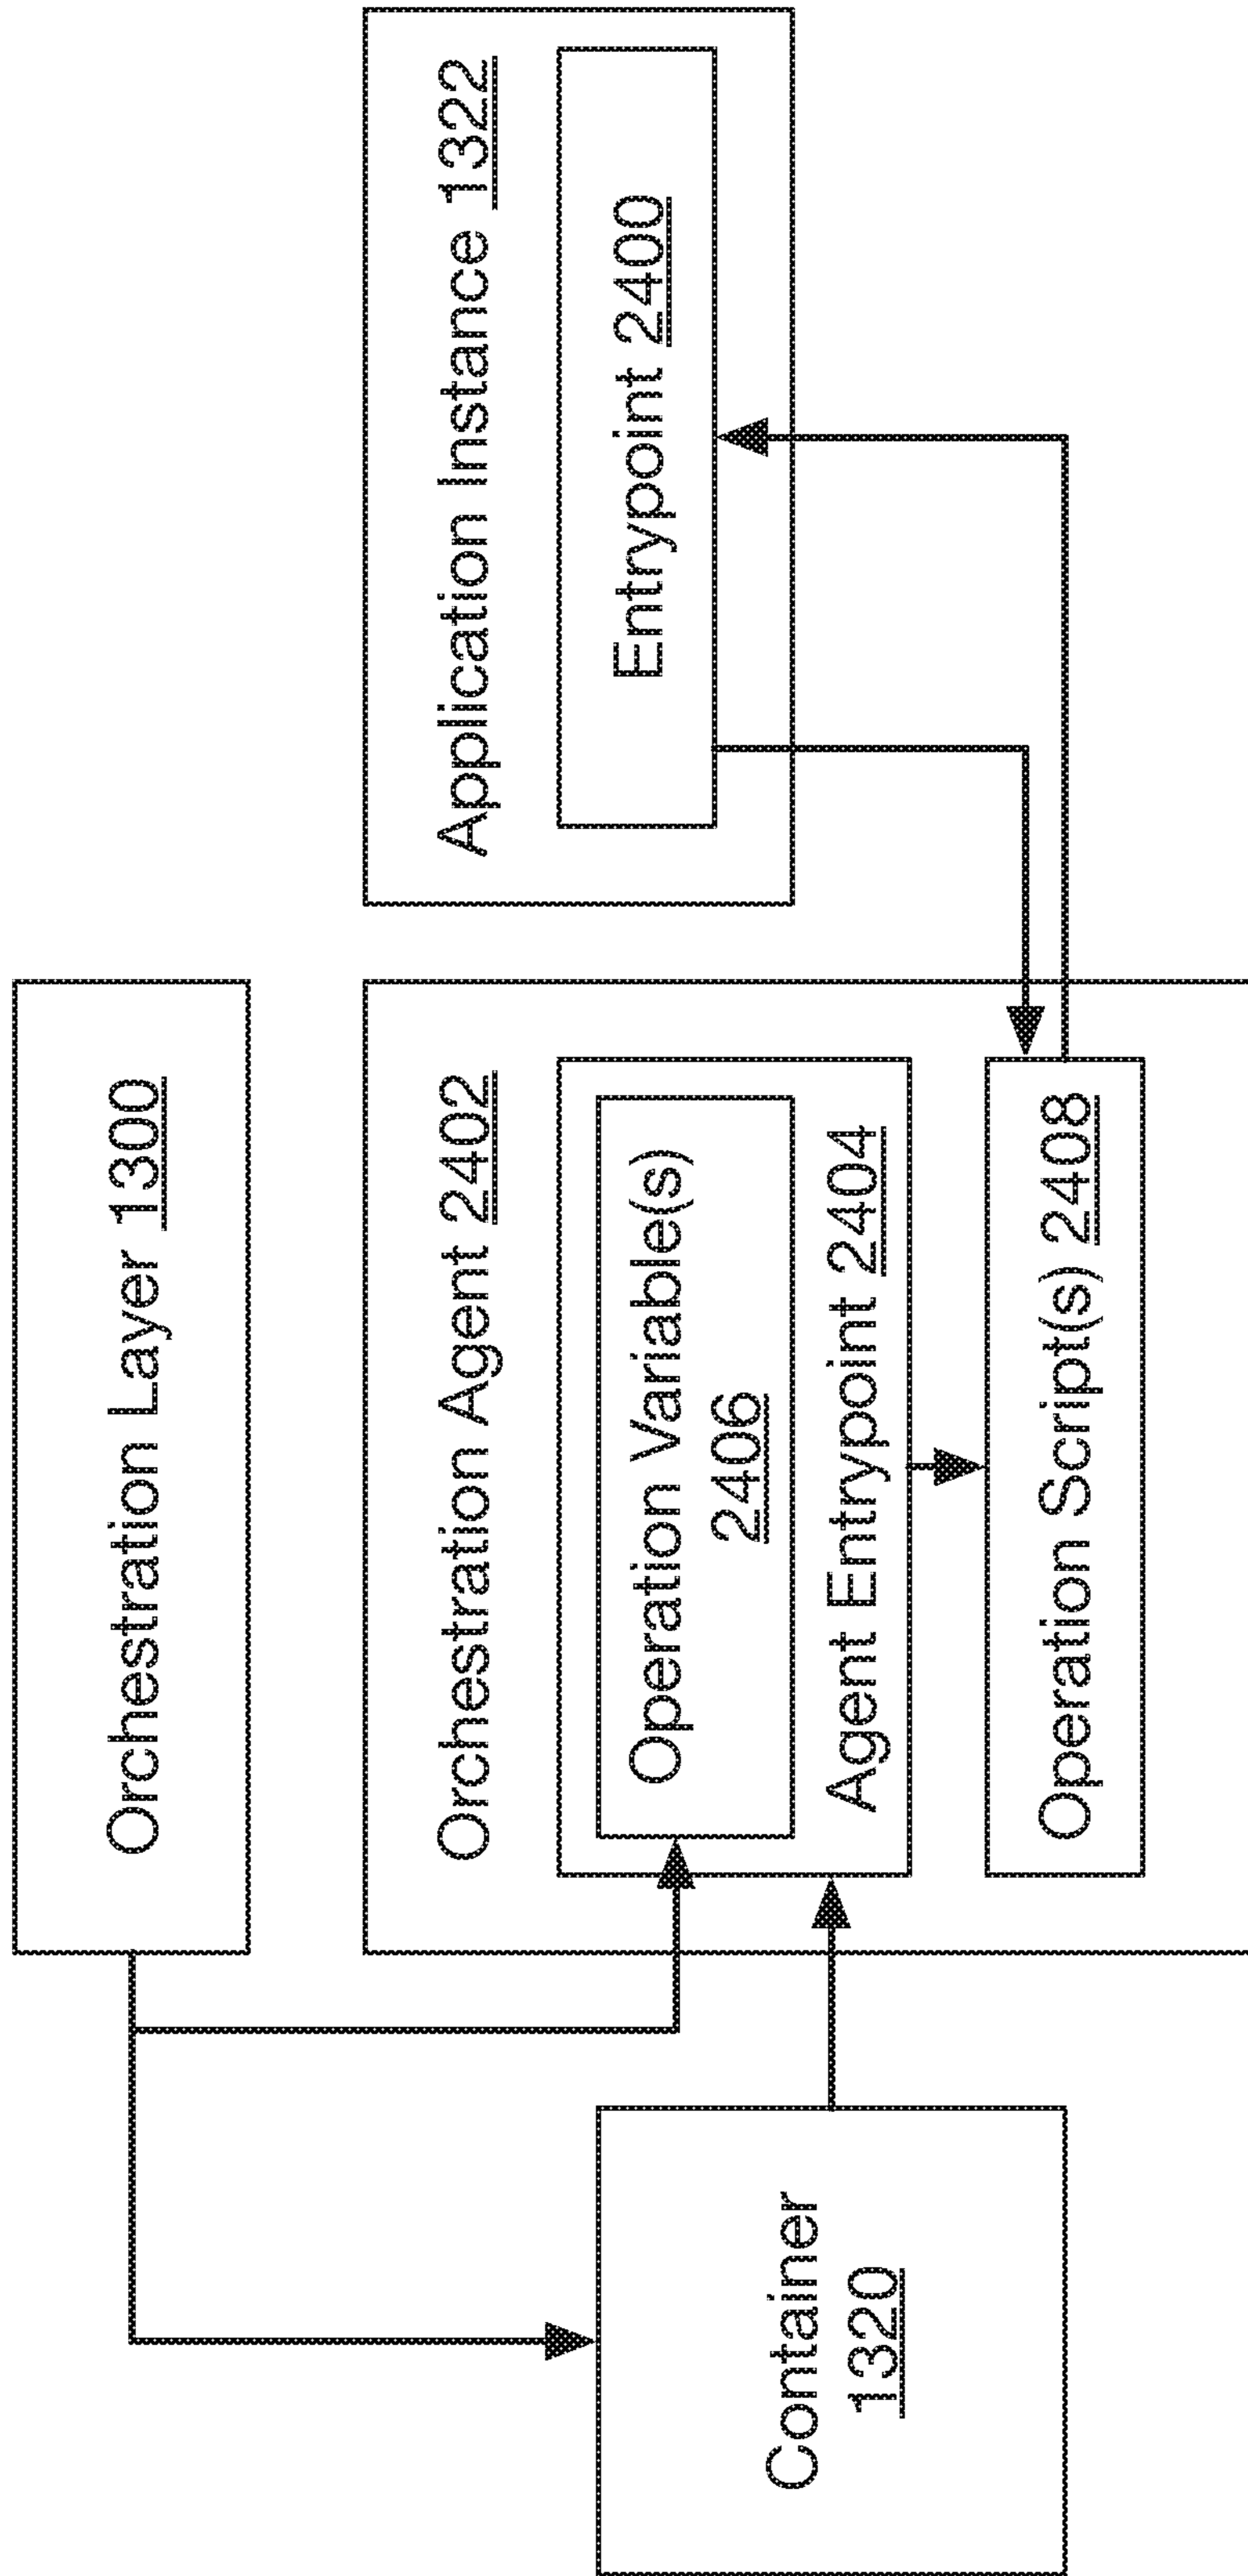 Orchestration Layer 1300
Container
1320
Orchestration Agent 2402
Operation Variable(s)
2406
Agent Entrypoint 2404
Operation Script(s) 2408
Application Instance 1322
Entrypoint 2400